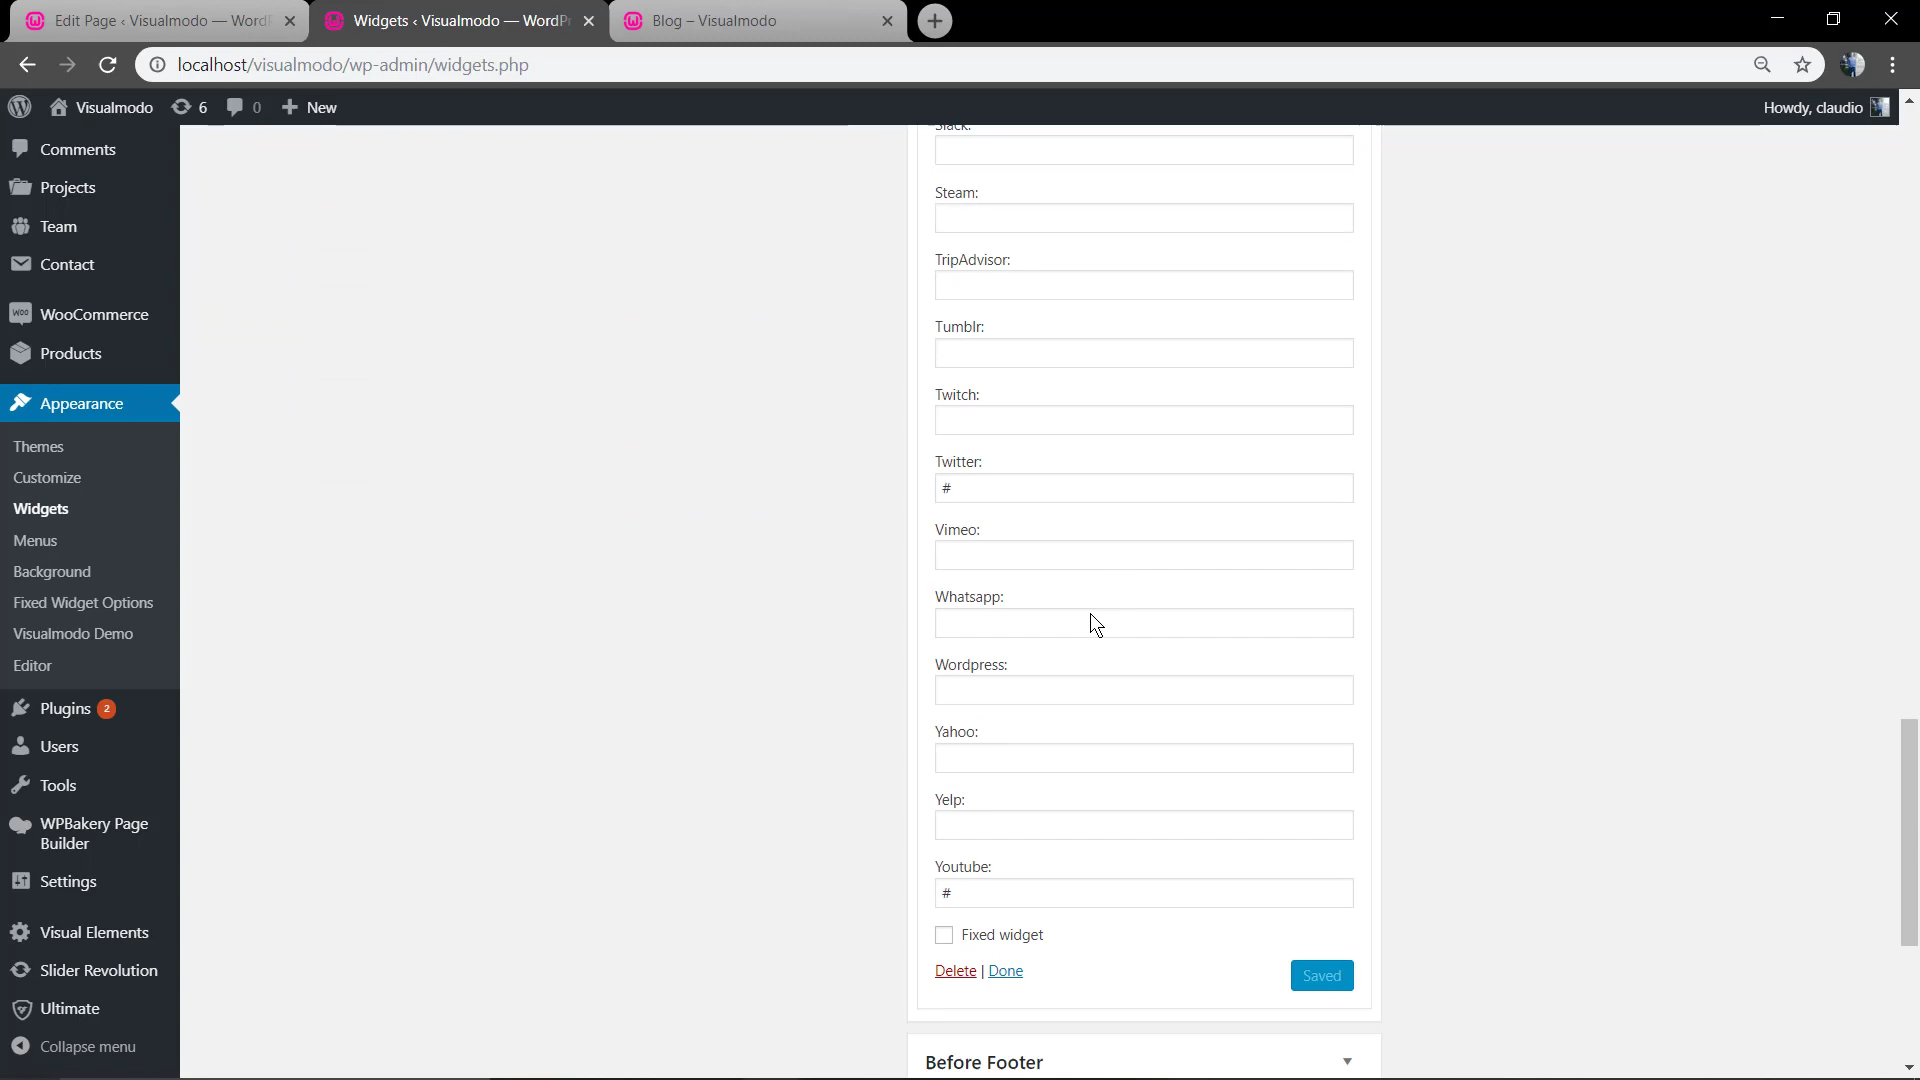 Edit Page ‹ Visualmodo — WordP
Widgets ‹ Visualmodo — WordPr
Blog – Visualmodo
localhost/visualmodo/wp-admin/widgets.php
Visualmodo
6
0
New
Howdy, claudio
Comments
Projects
Team
Contact
WOO
WooCommerce
Products
Appearance
Themes
Customize
Widgets
Menus
Background
Fixed Widget Options
Visualmodo Demo
Editor
Plugins 2
Users
Tools
WPBakery Page
Builder
Settings
Visual Elements
Slider Revolution
Ultimate
Collapse menu
Slack:
Steam:
TripAdvisor:
Tumblr:
Twitch:
Twitter:
#
Vimeo:
Whatsapp:
Wordpress:
Yahoo:
Yelp:
Youtube:
#
Fixed widget
Delete | Done
Saved
Before Footer